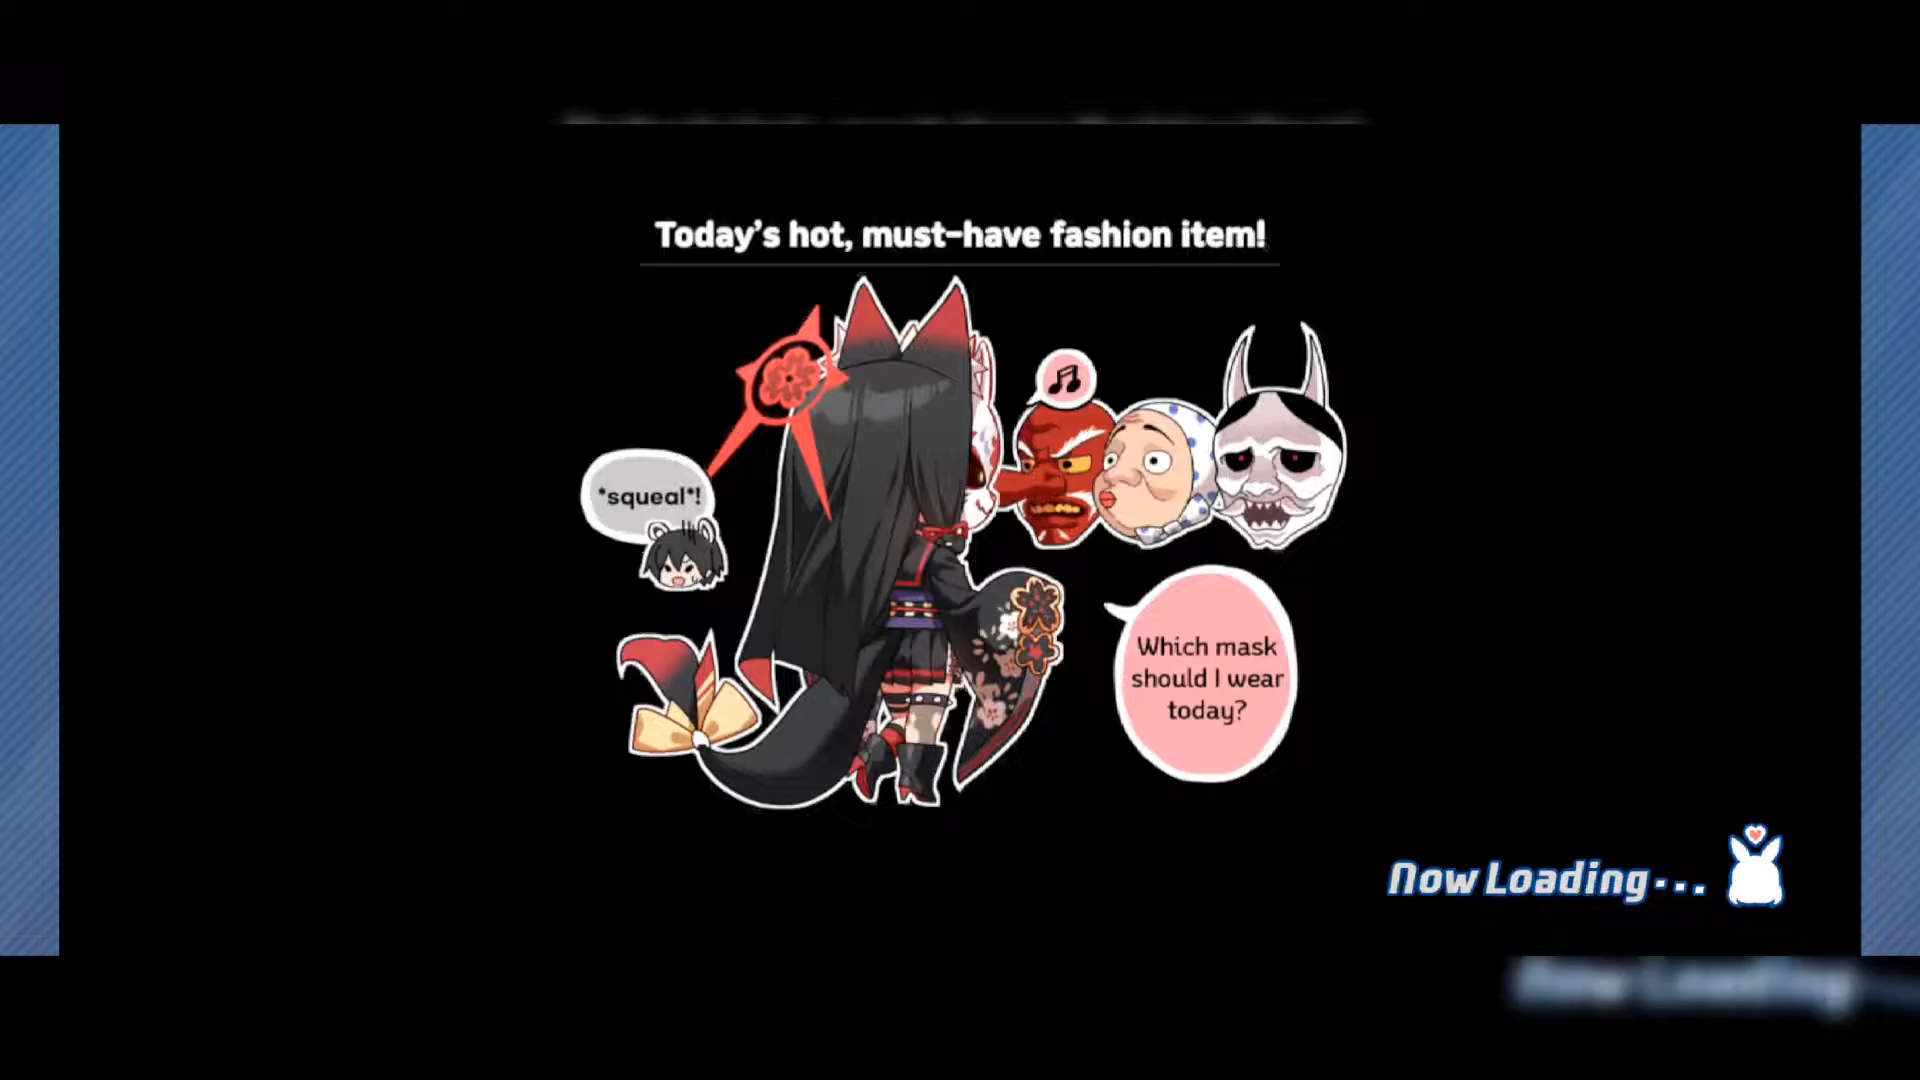 Today's hot, must-have fashion item!
*squeal*!
Which mask
should I wear
today?
Now Loading...